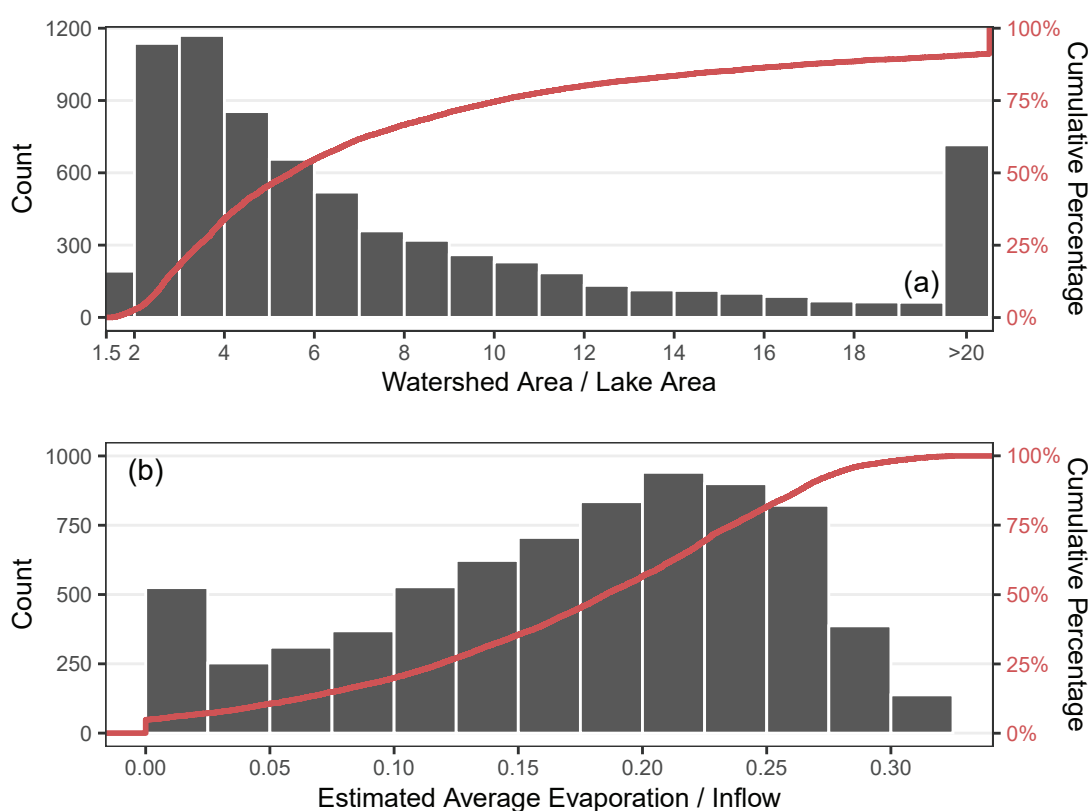 1200
900
600
300
0
Count
100%
75%
50%
25%
0%
Cumulative Percentage
(a)
1.5 2 4 6 8 10 12 14 16 18 >20
Watershed Area / Lake Area
1000
750
500
250
0
Count
100%
75%
50%
25%
0%
Cumulative Percentage
(b)
0.00 0.05 0.10 0.15 0.20 0.25 0.30
Estimated Average Evaporation / Inflow